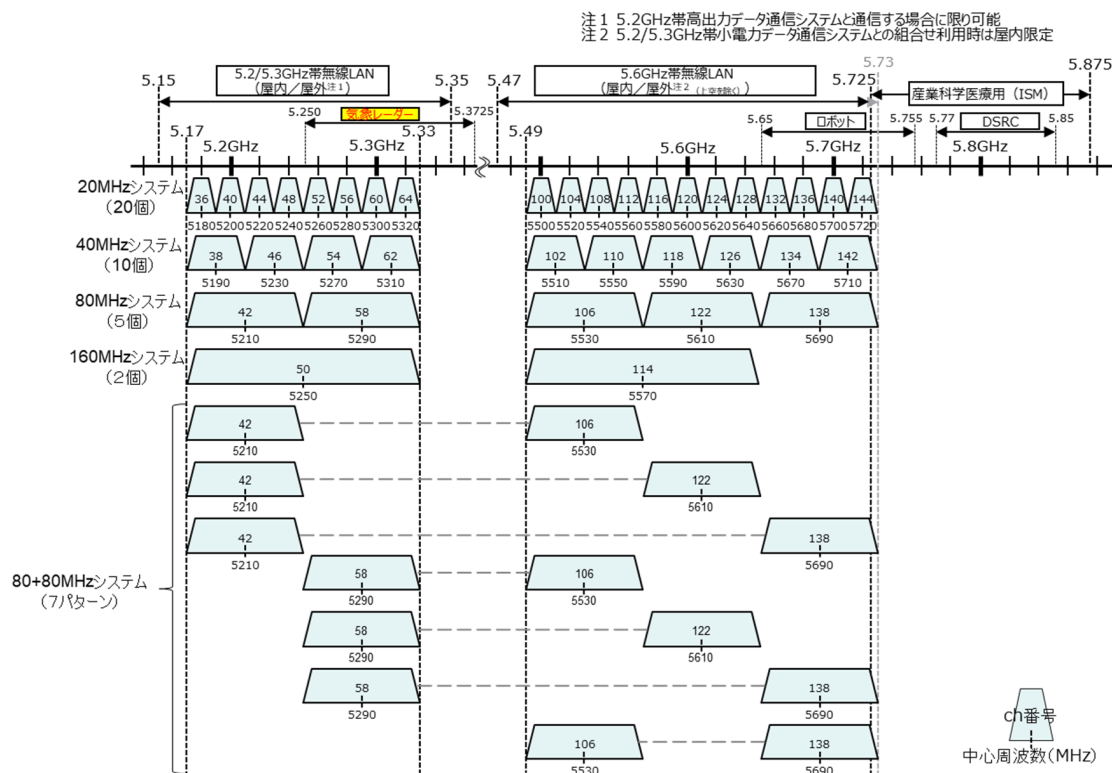 注１ 5.2GHz帯高出力データ通信システムと通信する場合に限り可能
注２ 5.2/5.3GHz帯小電力データ通信システムとの組合せ利用時は屋内限定
5.15 5.2/5.3GHz帯無線LAN 5.35 5.47 5.6GHz帯無線LAN 5.725 5.73 5.875
（屋内／屋外注１） （屋内／屋外注２（上空を除く）） 産業科学医療用（ISM）
5.250 気象レーダー 5.3725 5.65 ロボット 5.755 5.77 DSRC 5.85
5.17 5.33 5.49
5.2GHz 5.3GHz 5.6GHz 5.7GHz 5.8GHz
20MHzシステム
（20個）
36 40 44 48 52 56 60 64 100 104 108 112 116 120 124 128 132 136 140 144
5180 5200 5220 5240 5260 5280 5300 5320 5500 5520 5540 5560 5580 5600 5620 5640 5660 5680 5700 5720
40MHzシステム
（10個）
38 46 54 62 102 110 118 126 134 142
5190 5230 5270 5310 5510 5550 5590 5630 5670 5710
80MHzシステム
（５個）
42 58 106 122 138
5210 5290 5530 5610 5690
160MHzシステム
（２個）
50 114
5250 5570
80+80MHzシステム
（７パターン）
42 106
5210 5530
42 122
5210 5610
42 138
5210 5690
58 106
5290 5530
58 122
5290 5610
58 138
5290 5690
106 138
5530 5690
ch番号
中心周波数(MHz)